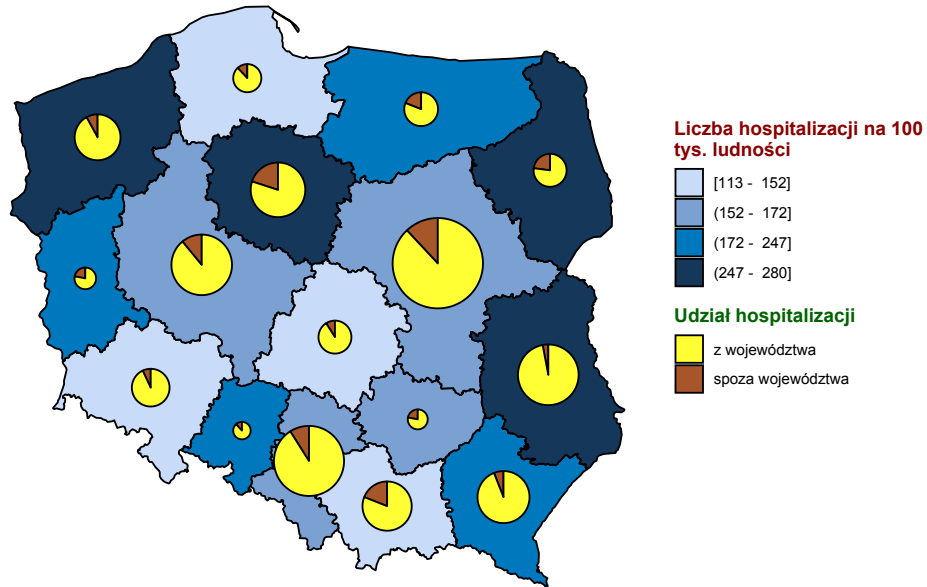 Liczba hospitalizacji na 100
tys. ludności
[113 - 152]
(152 - 172]
(172 - 247]
(247 - 280]
Udział hospitalizacji
z województwa
spoza województwa